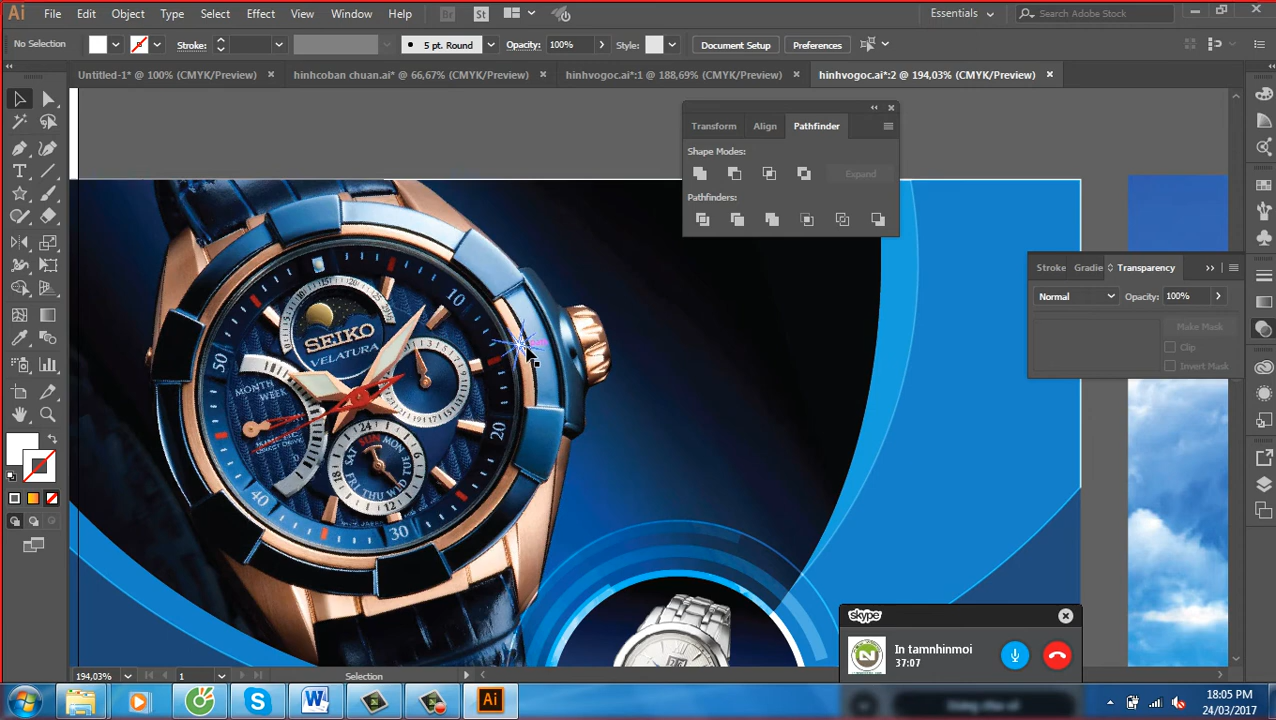 Ai File Edit Object Type Select Effect View Window Help Br St Essentials Search Adobe Stock
No Selection Stroke: 5 pt. Round Opacity: 100% Style: Document Setup Preferences
Untitled-1* @ 100% (CMYK/Preview) hinhcoban chuan.ai* @ 66,67% (CMYK/Preview) hinhvogoc.ai*:1 @ 188,69% (CMYK/Preview) hinhvogoc.ai*:2 @ 194,03% (CMYK/Preview)
Transform Align Pathfinder
Shape Modes:
Expand
Pathfinders:
Stroke Gradie Transparency
Normal Opacity: 100%
Make Mask
Clip
Invert Mask
10
SEIKO
VELATURA
50
MONTH
WEEK
20
24
SUN MON TUE WED THU FRI SAT
18
12
40
30
skype
In tamnhinmoi
37:07
194,03% 1 Selection
18:05 PM
24/03/2017